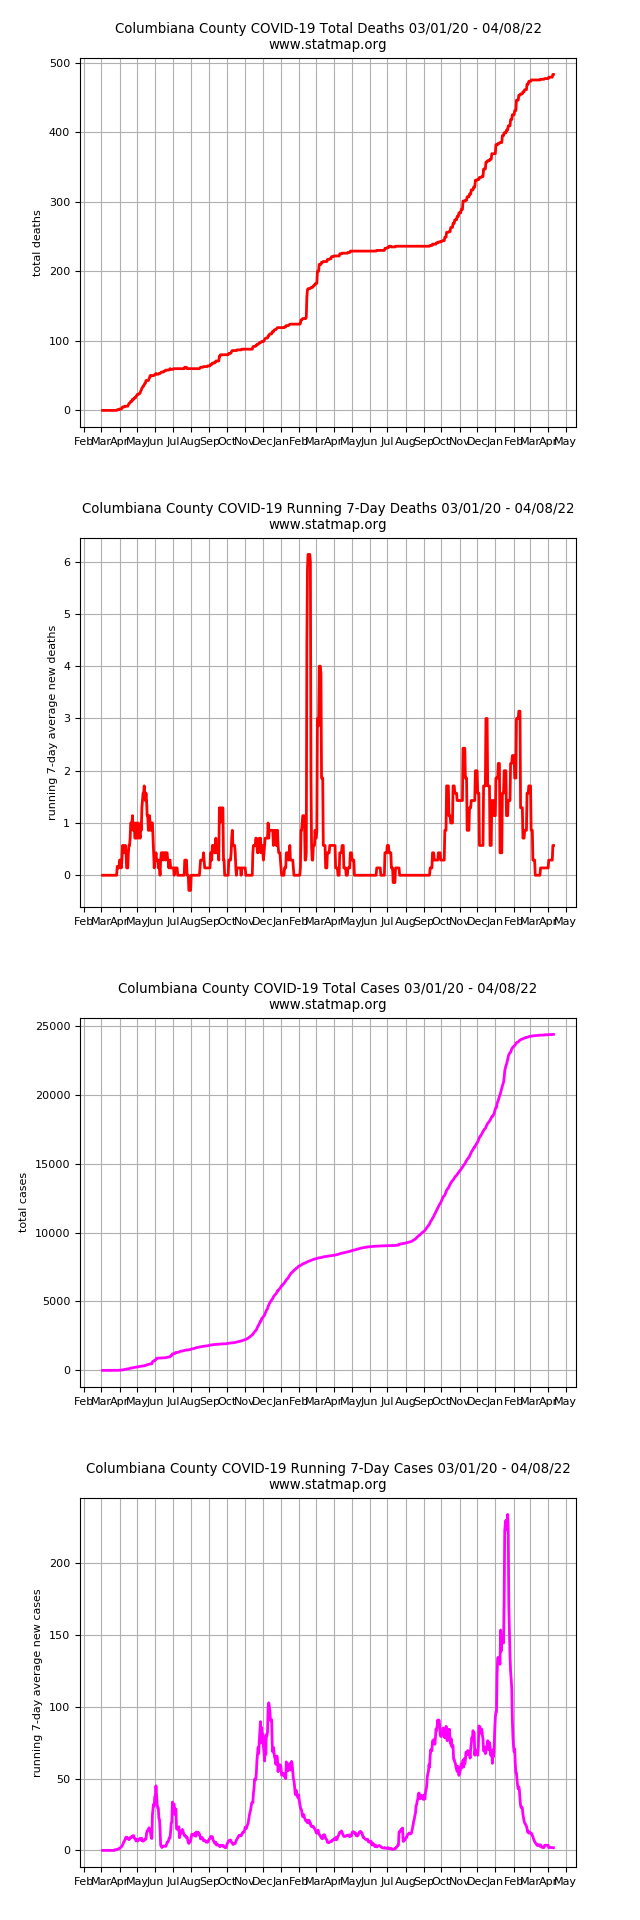 Columbiana County COVID-19 Total Deaths 03/01/20 - 04/08/22
www.statmap.org
500
400
300
200
100
0
total deaths
Feb Mar Apr May Jun Jul Aug Sep Oct Nov Dec Jan Feb Mar Apr May Jun Jul Aug Sep Oct Nov Dec Jan Feb Mar Apr May
Columbiana County COVID-19 Running 7-Day Deaths 03/01/20 - 04/08/22
www.statmap.org
6
5
4
3
2
1
0
running 7-day average new deaths
Feb Mar Apr May Jun Jul Aug Sep Oct Nov Dec Jan Feb Mar Apr May Jun Jul Aug Sep Oct Nov Dec Jan Feb Mar Apr May
Columbiana County COVID-19 Total Cases 03/01/20 - 04/08/22
www.statmap.org
25000
20000
15000
10000
5000
0
total cases
Feb Mar Apr May Jun Jul Aug Sep Oct Nov Dec Jan Feb Mar Apr May Jun Jul Aug Sep Oct Nov Dec Jan Feb Mar Apr May
Columbiana County COVID-19 Running 7-Day Cases 03/01/20 - 04/08/22
www.statmap.org
200
150
100
50
0
running 7-day average new cases
Feb Mar Apr May Jun Jul Aug Sep Oct Nov Dec Jan Feb Mar Apr May Jun Jul Aug Sep Oct Nov Dec Jan Feb Mar Apr May